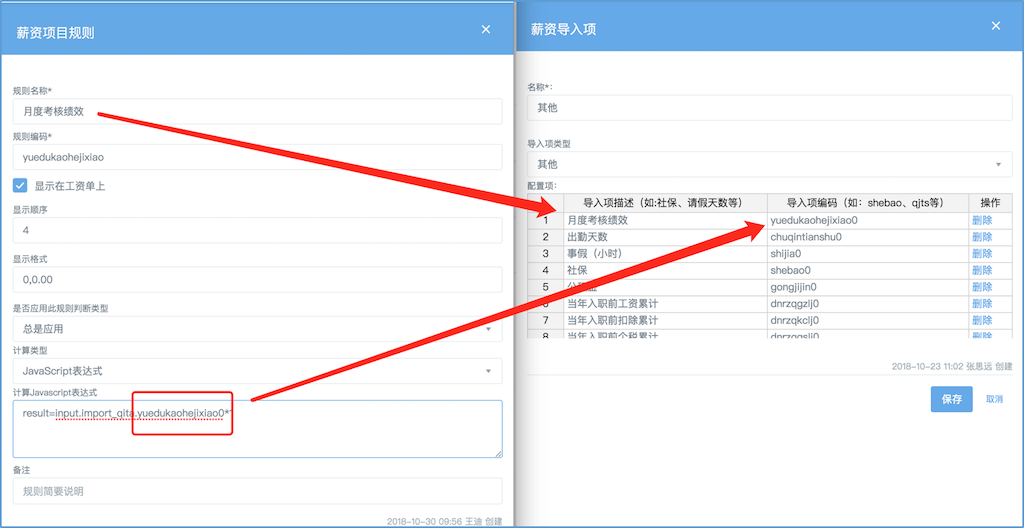 薪资项目规则
规则名称*
月度考核绩效
规则编码*
yuedukaohejixiao
显示在工资单上
显示顺序
4
显示格式
0,0.00
是否应用此规则判断类型
总是应用
计算类型
JavaScript表达式
计算Javascript表达式
result=input.import_qita.yuedukaohejixiao0*
备注
规则简要说明
2018-10-30 09:56 王迪 创建
薪资导入项
名称*:
其他
导入项类型
其他
配置项:
导入项描述（如:社保、请假天数等） 导入项编码（如：shebao、qjts等） 操作
1 月度考核绩效 yuedukaohejixiao0 删除
2 出勤天数 chuqintianshu0 删除
3 事假（小时） shijia0 删除
4 社保 shebao0 删除
5 gongjijin0 删除
当年入职前工资累计 dnrzqgzlj0 删除
7 当年入职前扣除累计 dnrzqkclj0 删除
8 当年入职前个税累计 dnrzqgslj0 删除
2018-10-23 11:02 张思远 创建
保存 取消